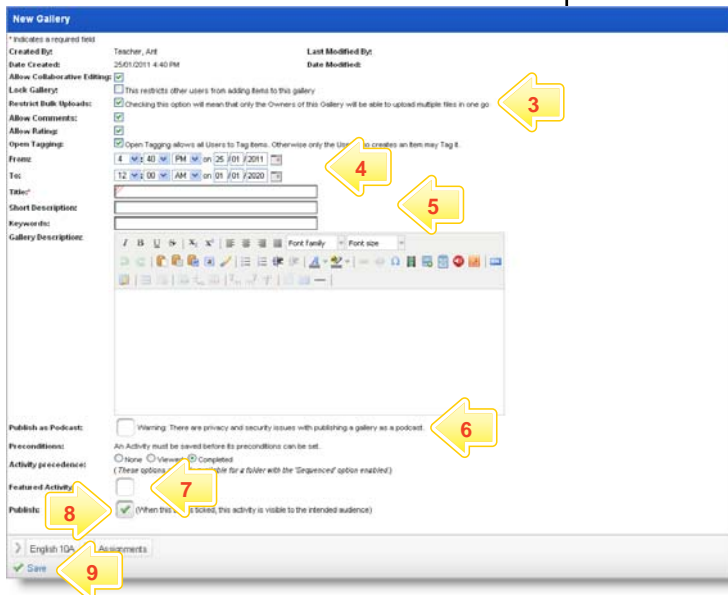 New Gallery
* Indicates a required field
Created By: Teacher, Ant Last Modified By:
Date Created: 25/01/2011 4:40 PM Date Modified:
Allow Collaborative Editing:
Lock Gallery: This restricts other users from adding items to this gallery
Restrict Bulk Uploads: Checking this option will mean that only the Owners of this Gallery will be able to upload multiple files in one go
3
Allow Comments:
Allow Rating:
Open Tagging: Open Tagging allows all Users to Tag items. Otherwise only the creates an item may Tag it.
From: 4 : 40 PM on 25 /01 /2011
4
To: 12 : 00 AM on 01 /01 /2020
Title:*
5
Short Description:
Keywords:
Gallery Description:
Font family Font size
Publish as Podcast: Warning: There are privacy and security issues with publishing a gallery as a podcast.
6
Preconditions: An Activity must be saved before its preconditions can be set.
Activity precedence: None Viewed Completed
(These options for a folder with the 'Sequenced' option enabled)
Featured Activity:
7
Publish: (When this is ticked, this activity is visible to the intended audience)
8
English 10A Assignments
Save
9